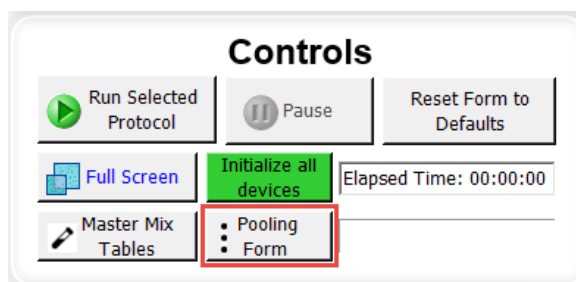 Controls
Run Selected
Protocol
Pause
Reset Form to
Defaults
Full Screen
Initialize all
devices
Elapsed Time: 00:00:00
Master Mix
Tables
Pooling
Form